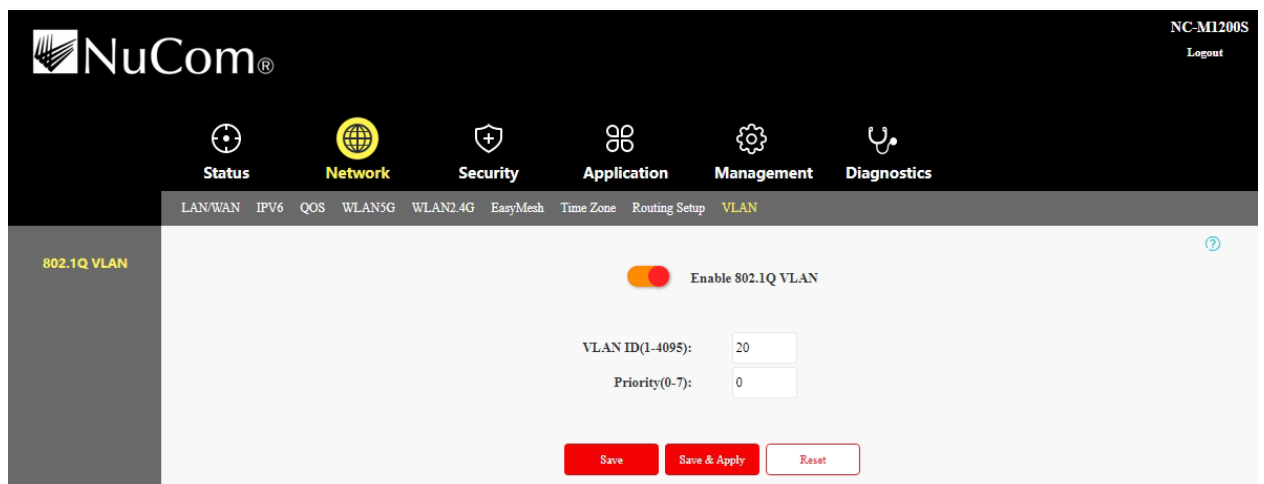 NuCom®
NC-M1200S
Logout
Status Network Security Application Management Diagnostics
LAN/WAN IPV6 QOS WLAN5G WLAN2.4G EasyMesh Time Zone Routing Setup VLAN
802.1Q VLAN
?
Enable 802.1Q VLAN
VLAN ID(1-4095): 20
Priority(0-7): 0
Save Save & Apply Reset